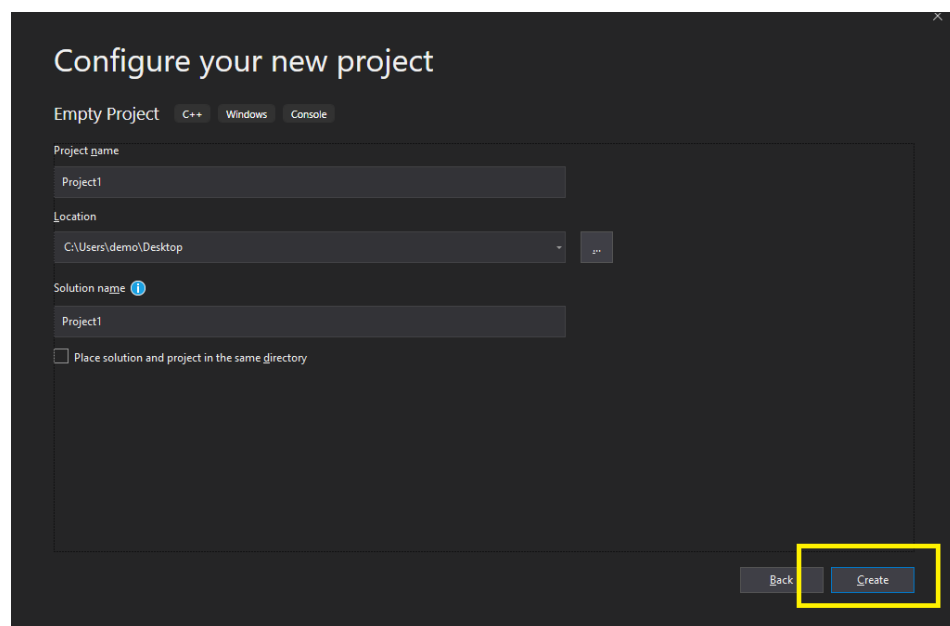 Configure your new project
Empty Project C++ Windows Console
Project name
Project1
Location
C:\Users\demo\Desktop
...
Solution name
Project1
Place solution and project in the same directory
Back Create